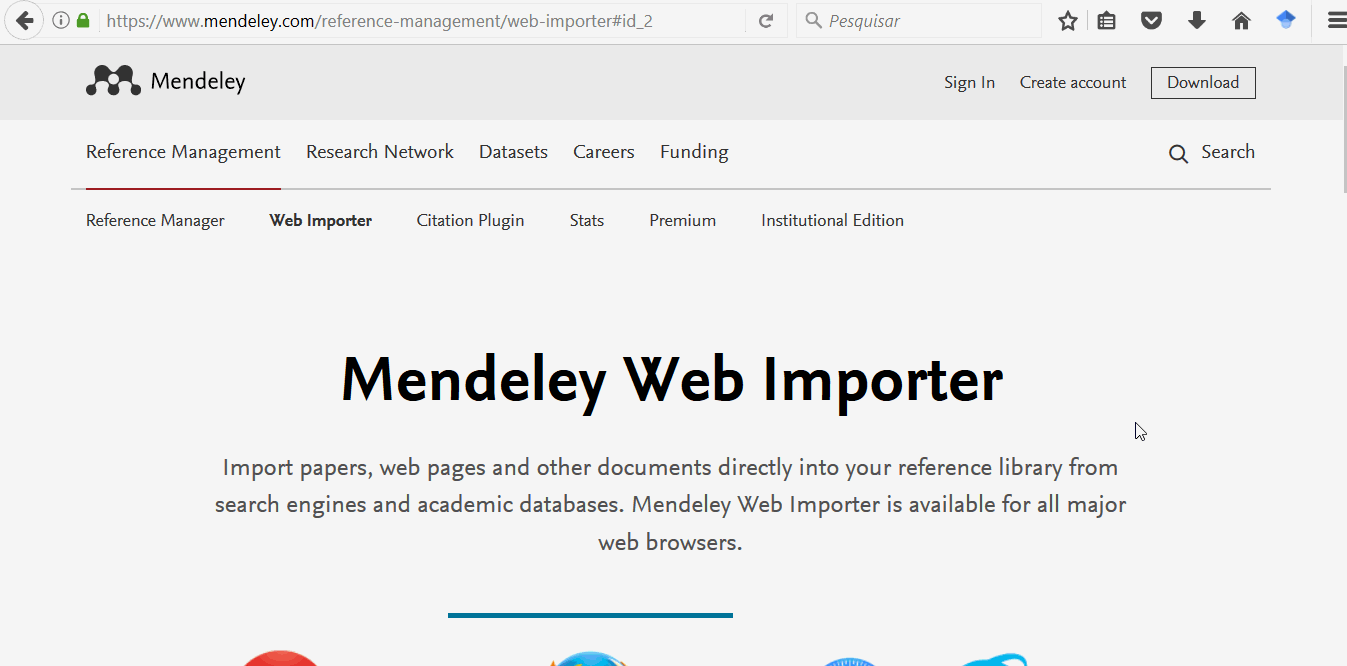 https://www.mendeley.com/reference-management/web-importer#id_2
Pesquisar
Mendeley
Sign In
Create account
Download
Reference Management
Research Network
Datasets
Careers
Funding
Search
Reference Manager
Web Importer
Citation Plugin
Stats
Premium
Institutional Edition
Mendeley Web Importer
Import papers, web pages and other documents directly into your reference library from
search engines and academic databases. Mendeley Web Importer is available for all major
web browsers.